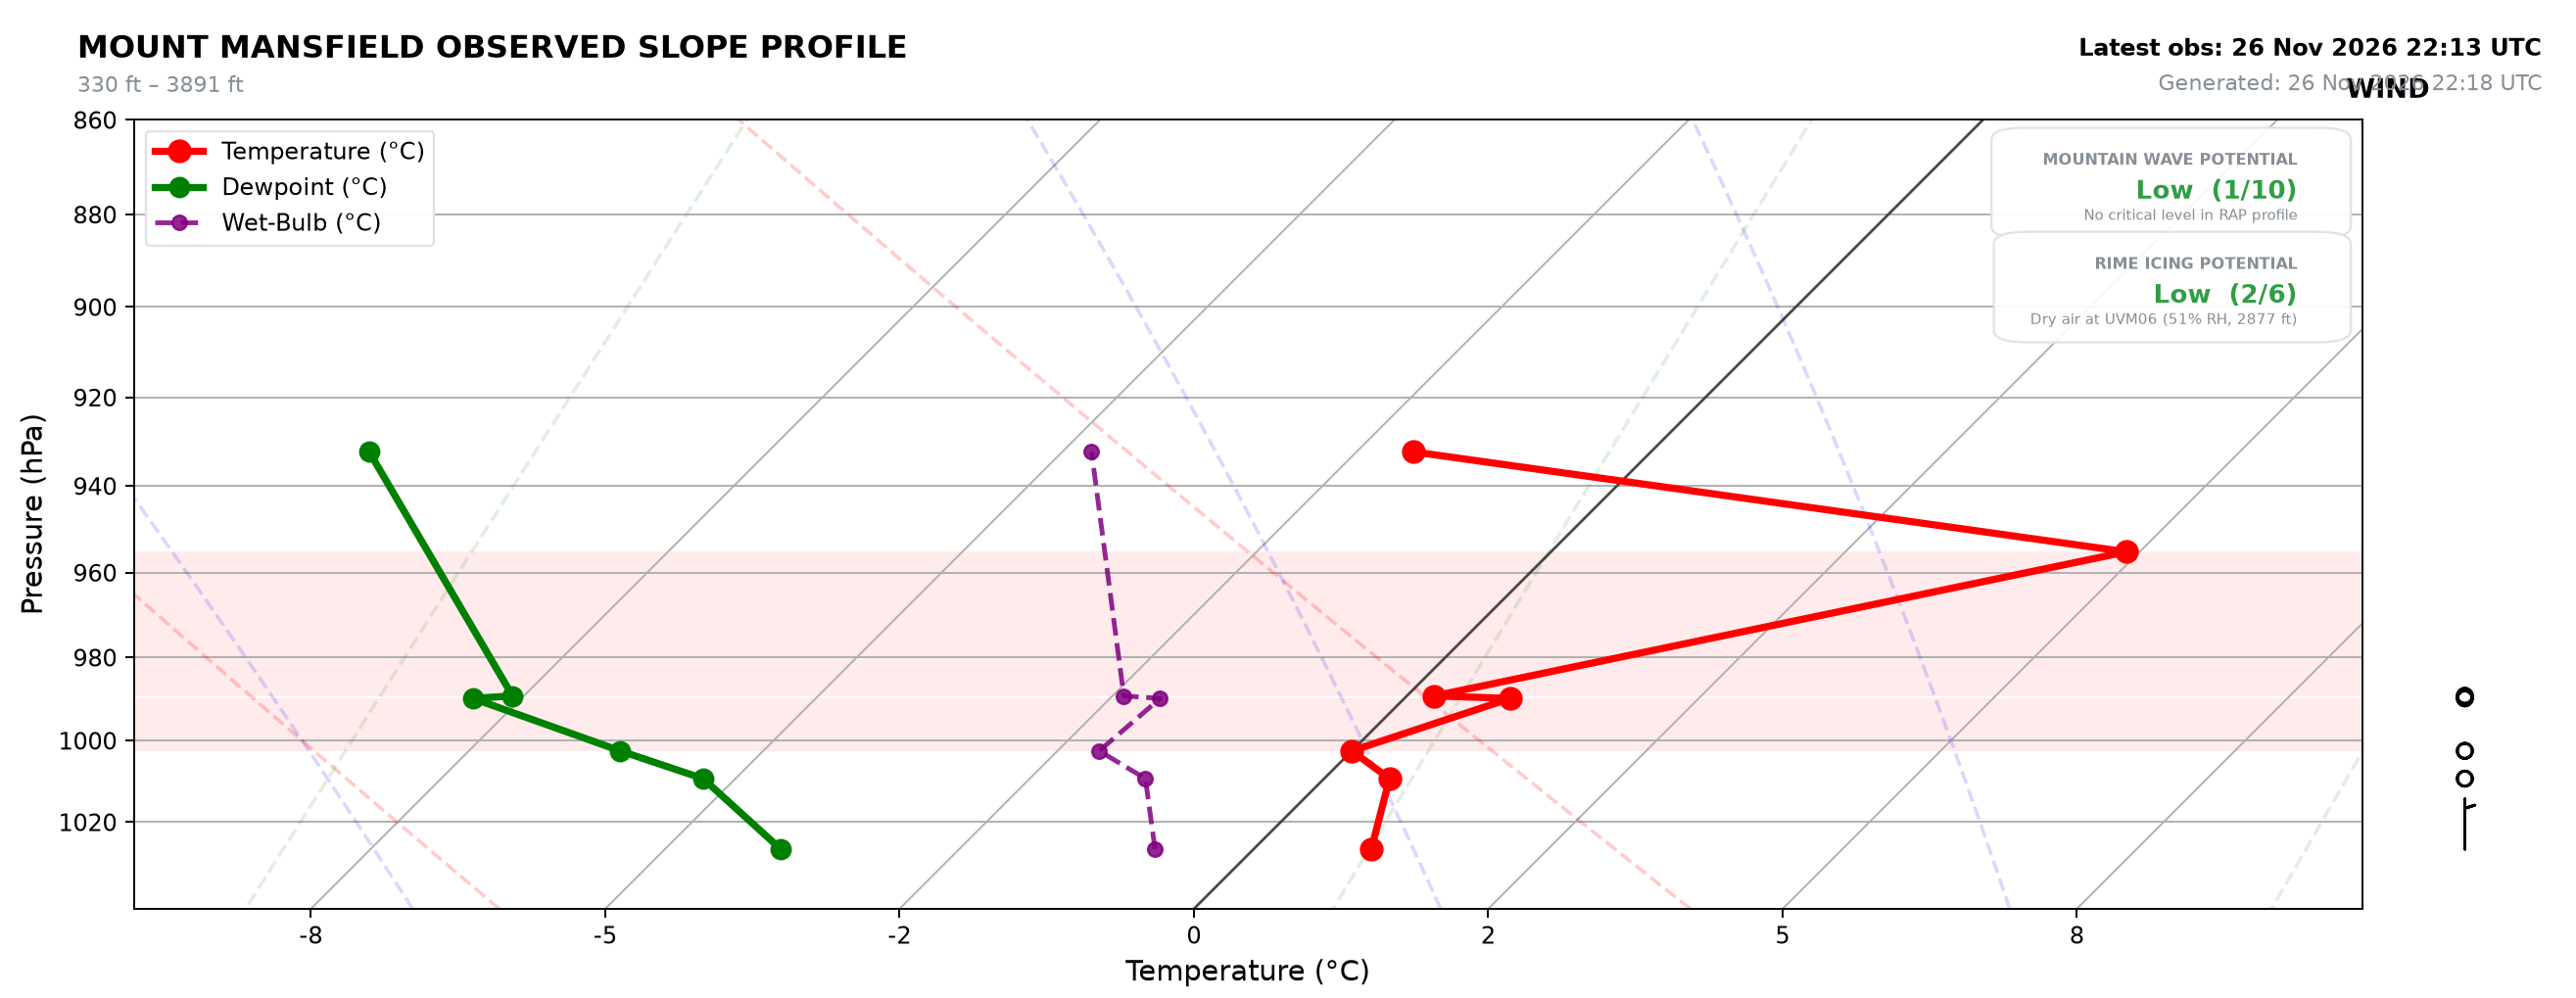 MOUNT MANSFIELD OBSERVED SLOPE PROFILE
Latest obs: 26 Nov 2026 22:13 UTC
330 ft – 3891 ft
Generated: 26 Nov 2026 22:18 UTC
WIND
860
880
900
920
940
960
980
1000
1020
Pressure (hPa)
Temperature (°C)
Dewpoint (°C)
Wet-Bulb (°C)
MOUNTAIN WAVE POTENTIAL
Low (1/10)
No critical level in RAP profile
RIME ICING POTENTIAL
Low (2/6)
Dry air at UVM06 (51% RH, 2877 ft)
-8 -5 -2 0 2 5 8
Temperature (°C)